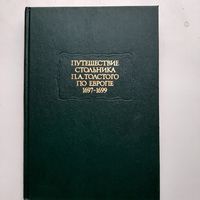 ПУТЕШЕСТВИЕ
СТОЛЬНИКА
П.А.ТОЛСТОГО
ПО ЕВРОПЕ
1697-1699